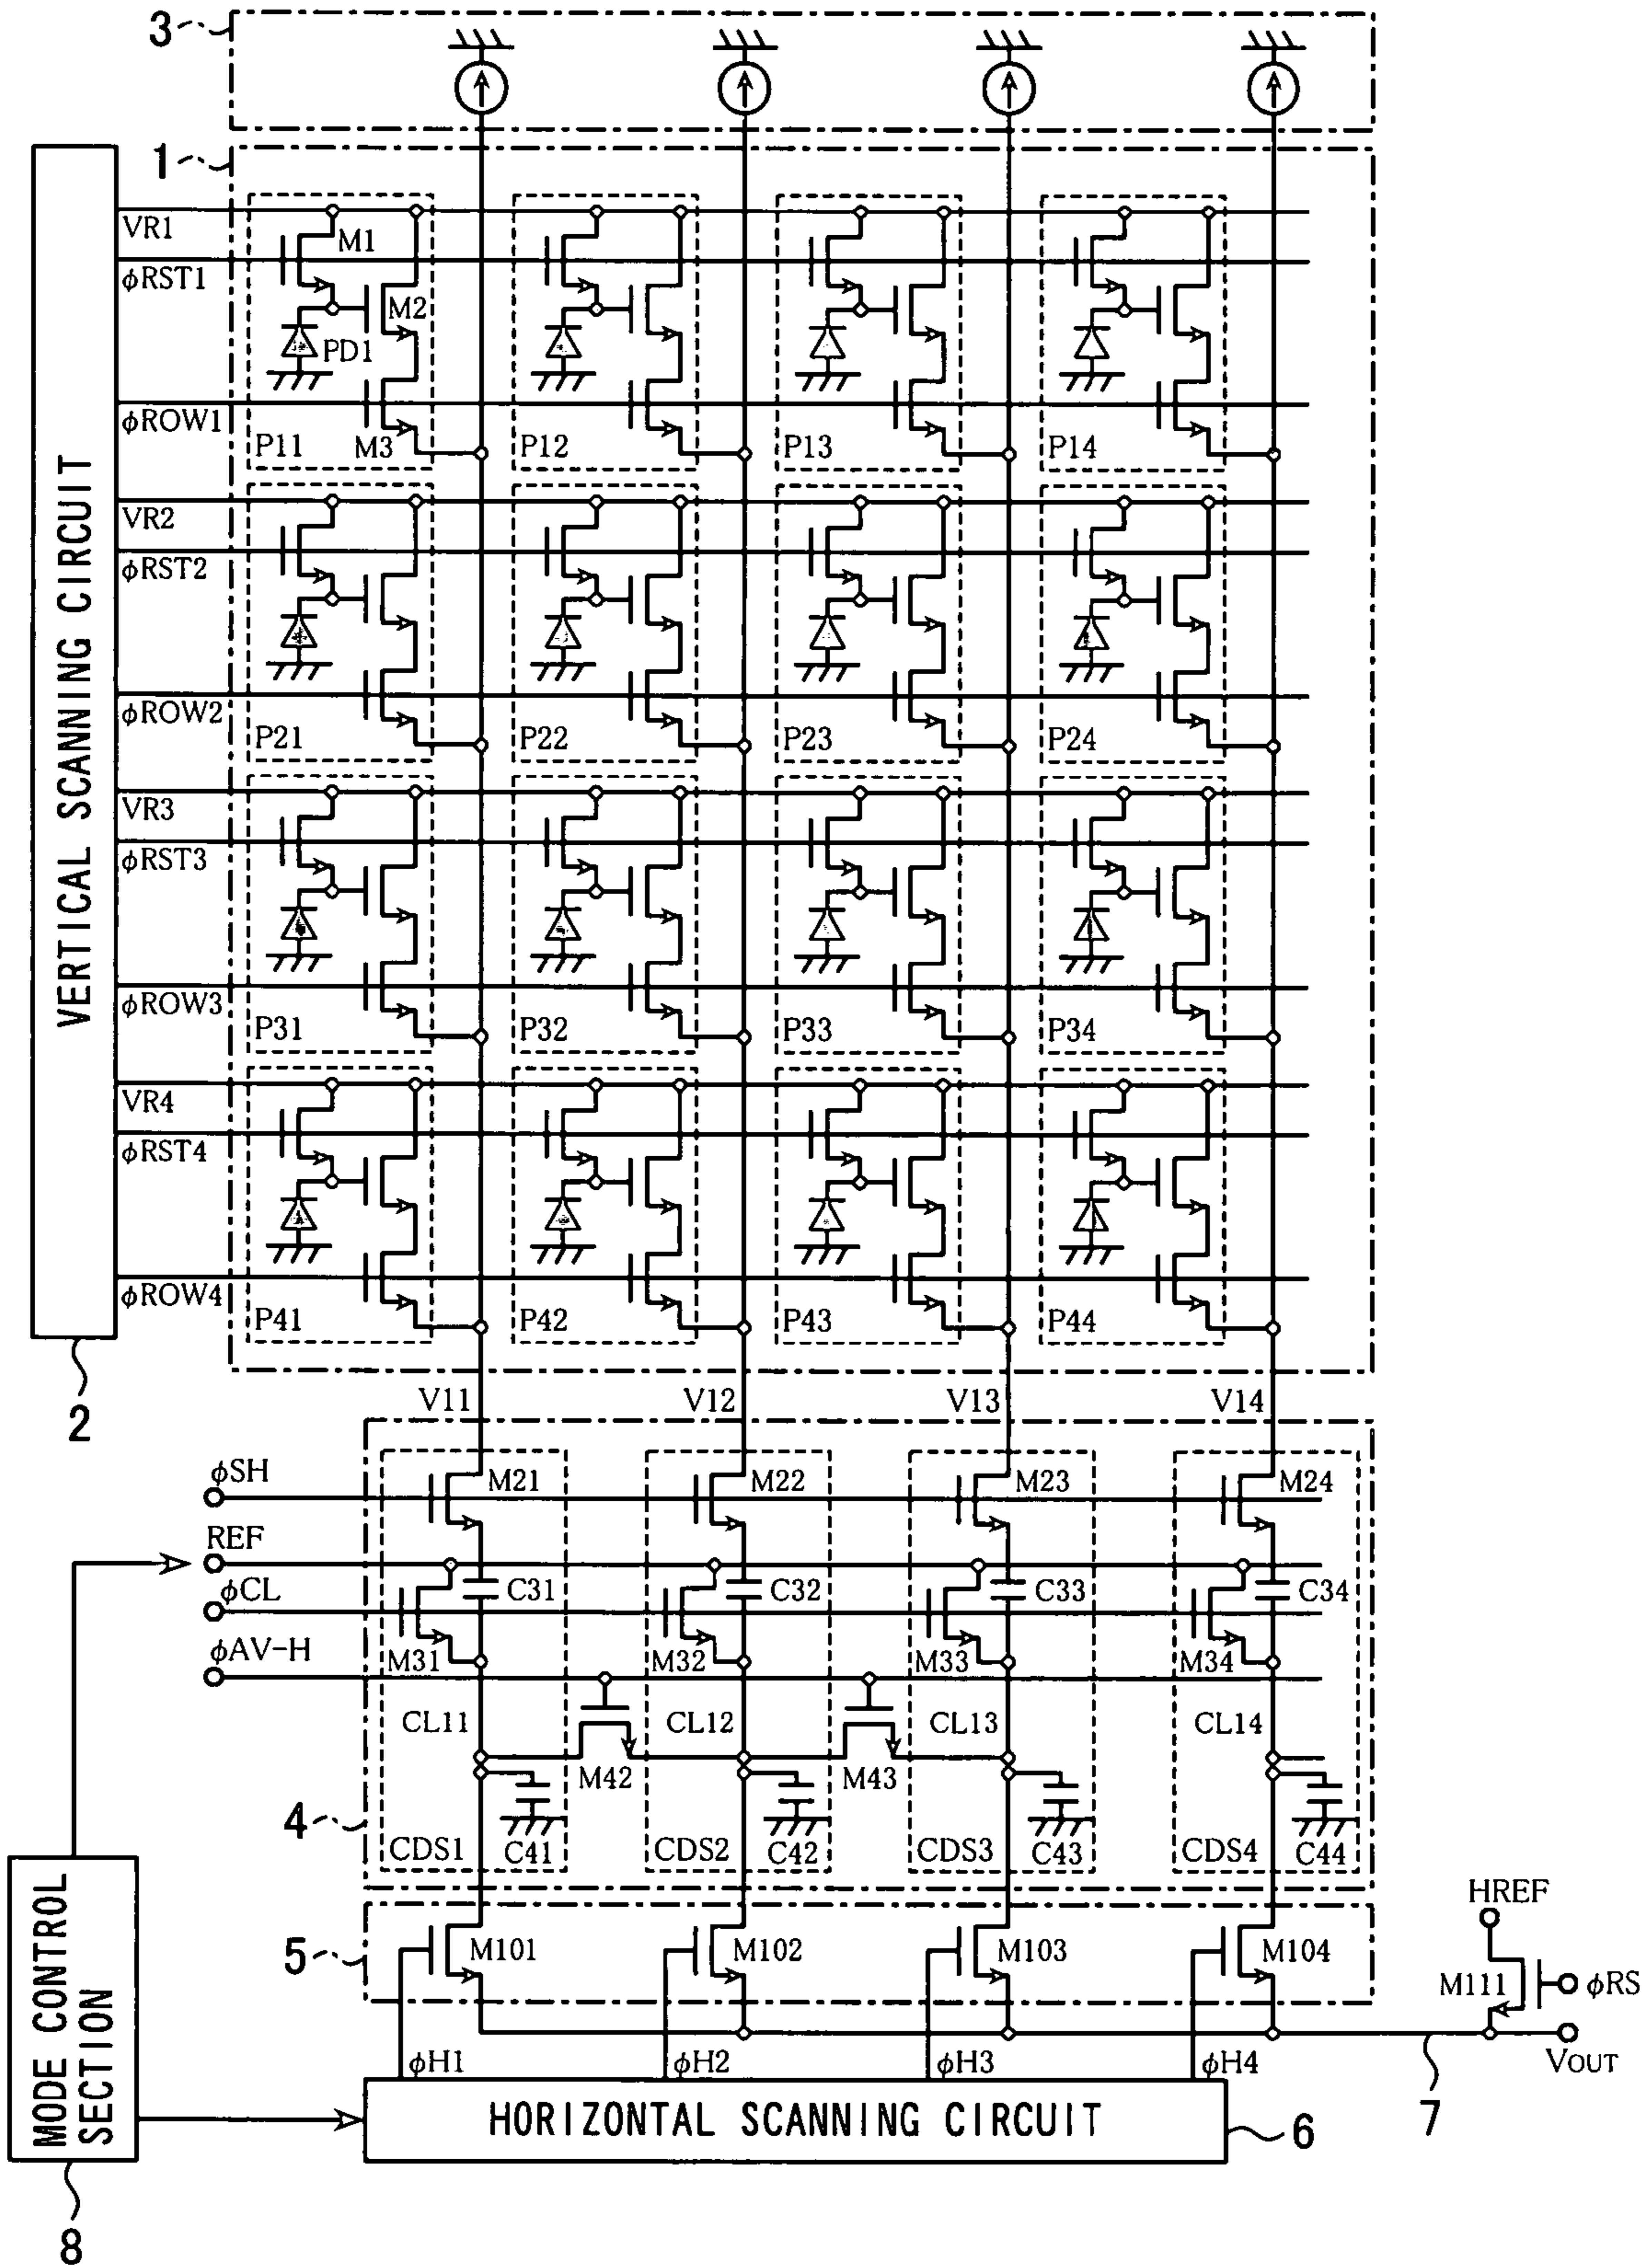 3
1
VERTICAL SCANNING CIRCUIT
VR1
M1
φRST1
M2
PD1
φROW1
P11 M3 P12 P13 P14
VR2
φRST2
φROW2
P21 P22 P23 P24
VR3
φRST3
φROW3
P31 P32 P33 P34
VR4
φRST4
φROW4
P41 P42 P43 P44
2
V11 V12 V13 V14
φSH
M21 M22 M23 M24
REF
φCL
C31 C32 C33 C34
φAV-H
M31 M32 M33 M34
CL11 CL12 CL13 CL14
M42 M43
4
CDS1 C41 CDS2 C42 CDS3 C43 CDS4 C44
MODE CONTROL
SECTION
HREF
5
M101 M102 M103 M104
M111 φRS
φH1 φH2 φH3 φH4
VOUT
7
HORIZONTAL SCANNING CIRCUIT
6
8